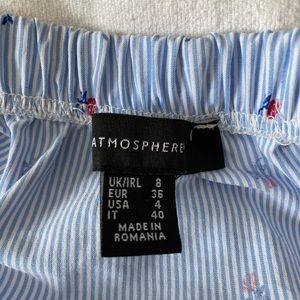 ATMOSPHERE
UK/IRL 8
EUR 36
USA 4
IT 40
MADE IN
ROMANIA